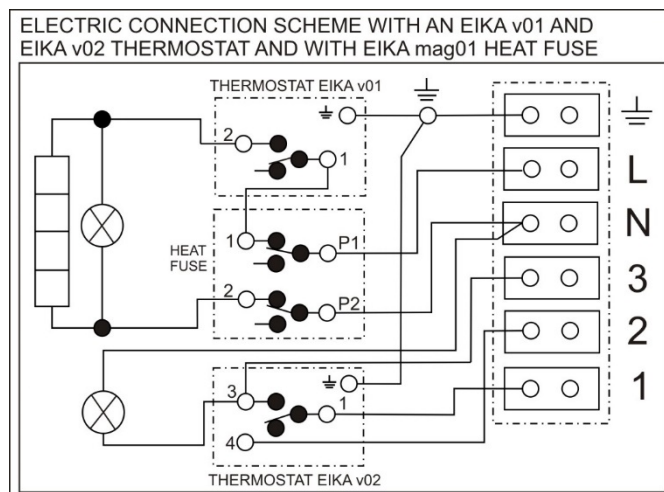 ELECTRIC CONNECTION SCHEME WITH AN EIKA v01 AND
EIKA v02 THERMOSTAT AND WITH EIKA mag01 HEAT FUSE
THERMOSTAT EIKA v01
2
1
L
1
P1
N
HEAT
FUSE
2
P2
3
2
3
1
1
4
THERMOSTAT EIKA v02